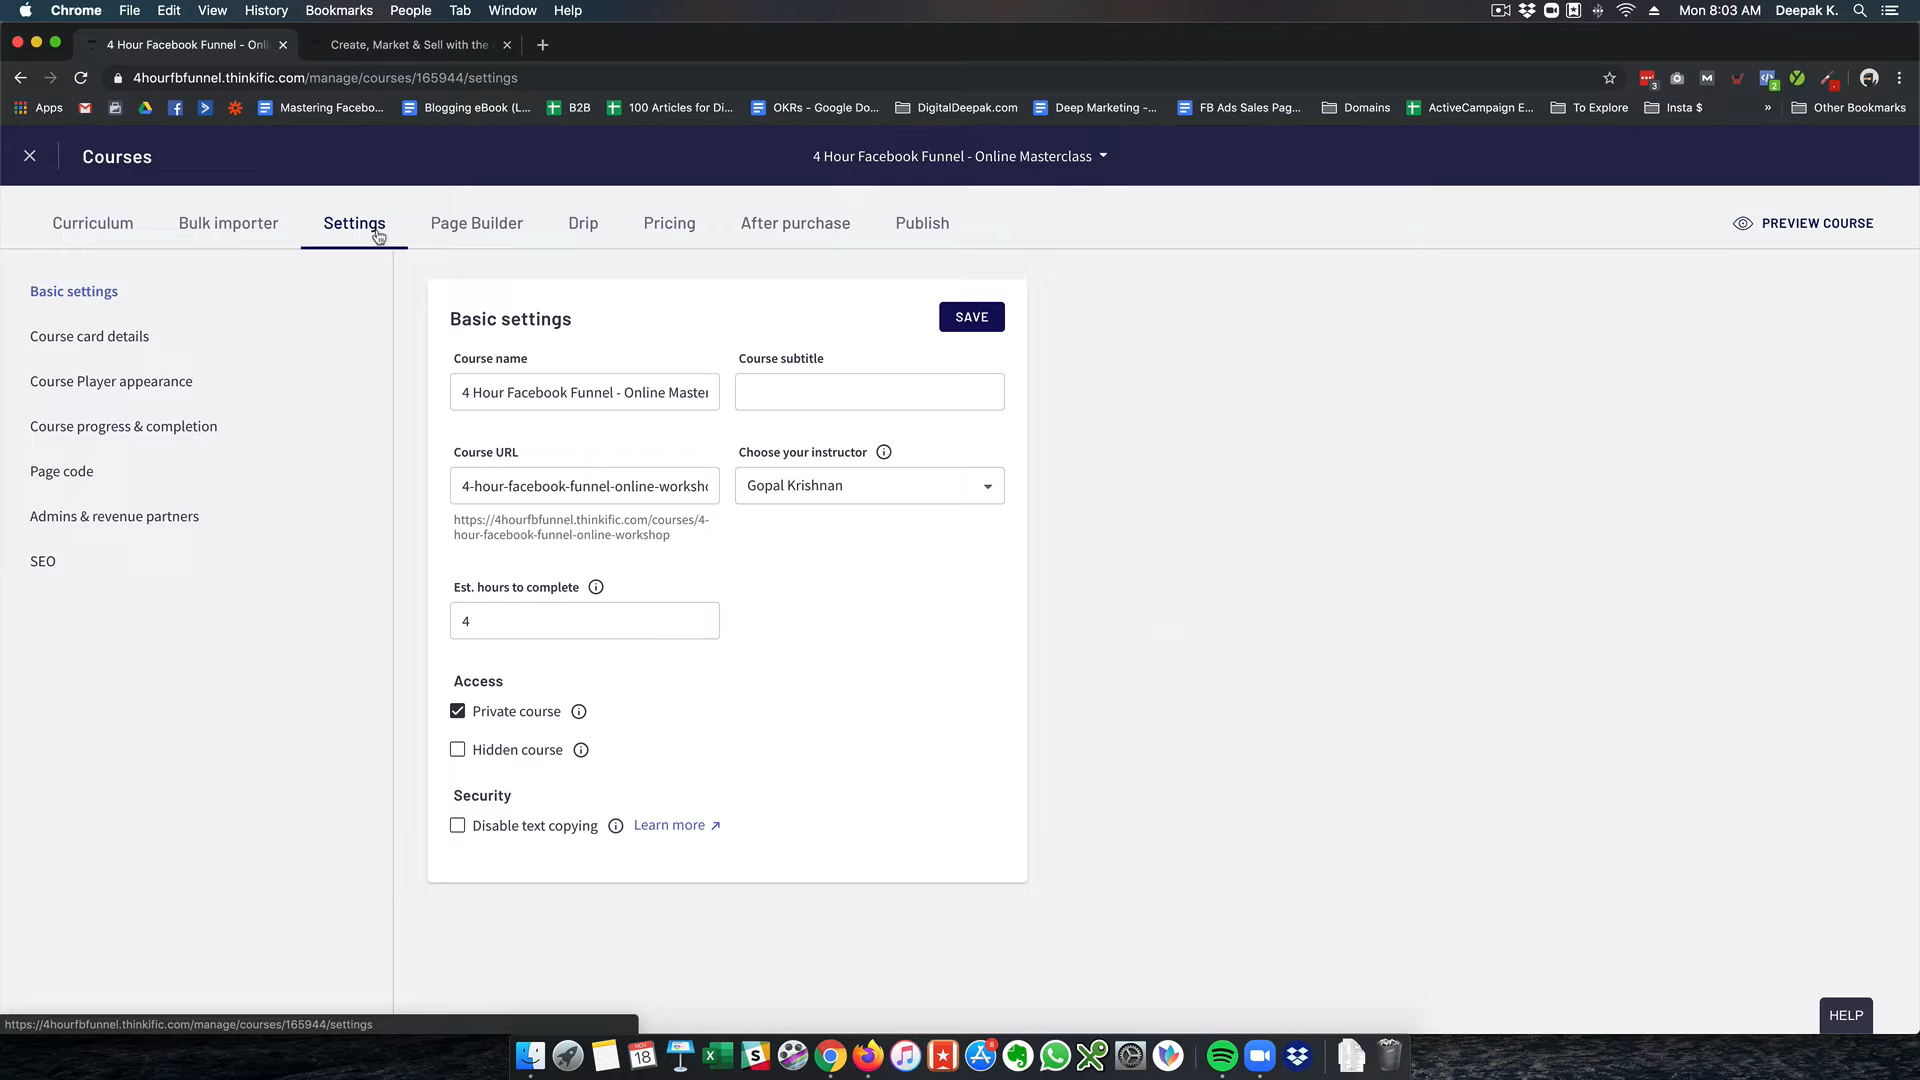 Chrome File Edit View History Bookmarks People Tab Window Help Mon 8:03 AM Deepak K.
4 Hour Facebook Funnel - Onli Create, Market & Sell with the
4hourfbfunnel.thinkific.com/manage/courses/165944/settings
Apps Mastering Facebo... Blogging eBook (L... B2B 100 Articles for Di... OKRs - Google Do... DigitalDeepak.com Deep Marketing -... FB Ads Sales Pag... Domains ActiveCampaign E... To Explore Insta $ » Other Bookmarks
Courses 4 Hour Facebook Funnel - Online Masterclass
Curriculum Bulk importer Settings Page Builder Drip Pricing After purchase Publish PREVIEW COURSE
Basic settings
Course card details
Course Player appearance
Course progress & completion
Page code
Admins & revenue partners
SEO
Basic settings SAVE
Course name Course subtitle
4 Hour Facebook Funnel - Online Master
Course URL Choose your instructor
4-hour-facebook-funnel-online-worksho Gopal Krishnan
https://4hourfbfunnel.thinkific.com/courses/4-
hour-facebook-funnel-online-workshop
Est. hours to complete
4
Access
Private course
Hidden course
Security
Disable text copying Learn more
HELP
https://4hourfbfunnel.thinkific.com/manage/courses/165944/settings
NOV
18
8